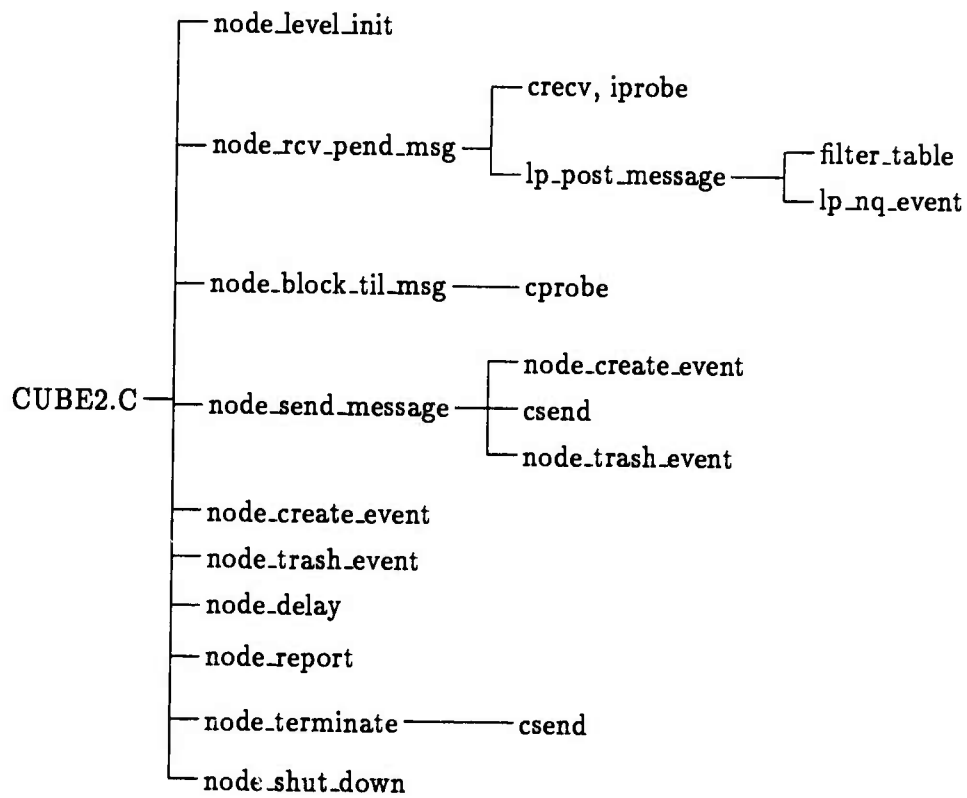 node_level_init
crecv, iprobe
node_rcv_pend_msg
lp_post_message
filter_table
lp_nq_event
node_block_til_msg
cprobe
CUBE2.C
node_send_message
node_create_event
csend
node_trash_event
node_create_event
node_trash_event
node_delay
node_report
node_terminate
csend
node_shut_down